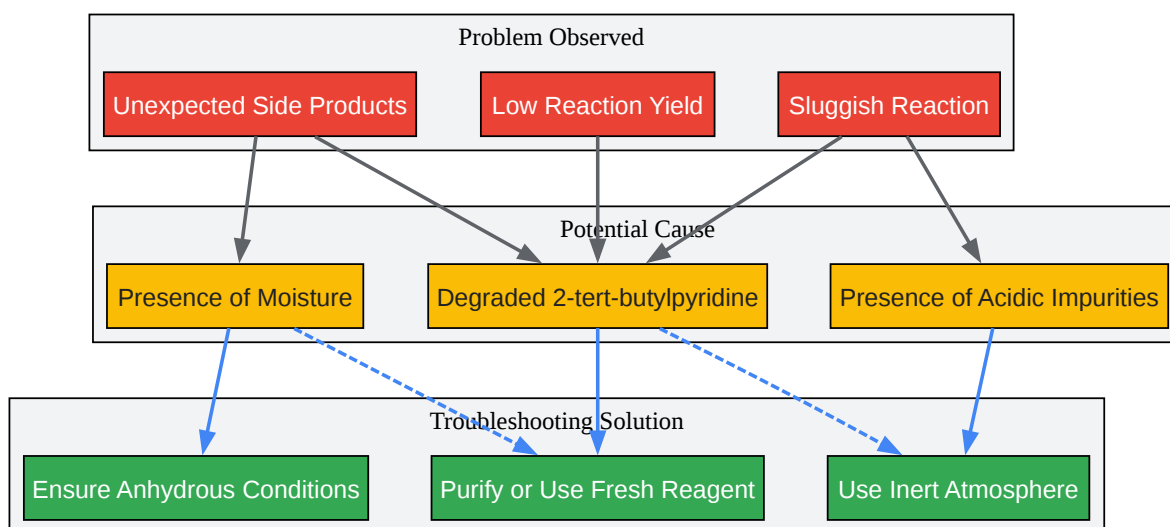 Problem Observed
Unexpected Side Products
Low Reaction Yield
Sluggish Reaction
Potential Cause
Presence of Moisture
Degraded 2-tert-butylpyridine
Presence of Acidic Impurities
Troubleshooting Solution
Ensure Anhydrous Conditions
Purify or Use Fresh Reagent
Use Inert Atmosphere